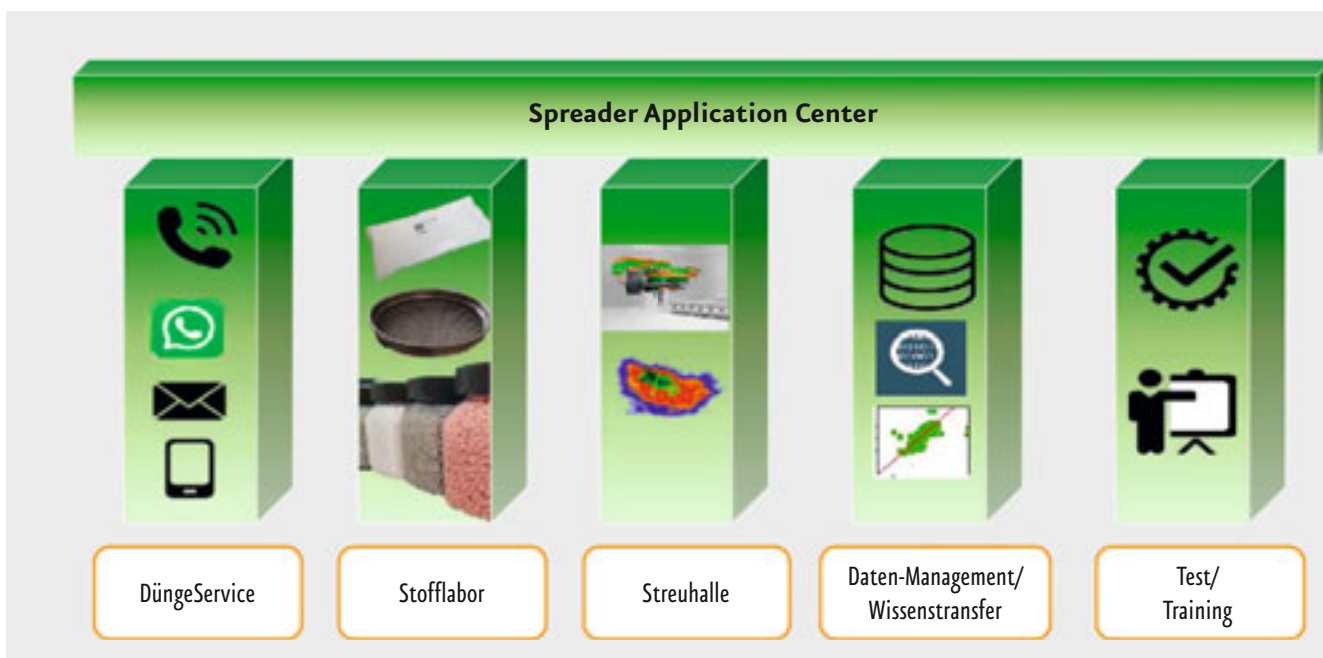 Spreader Application Center
DüngeService
Stofflabor
Streuhalle
Daten-Management/
Wissenstransfer
Test/
Training